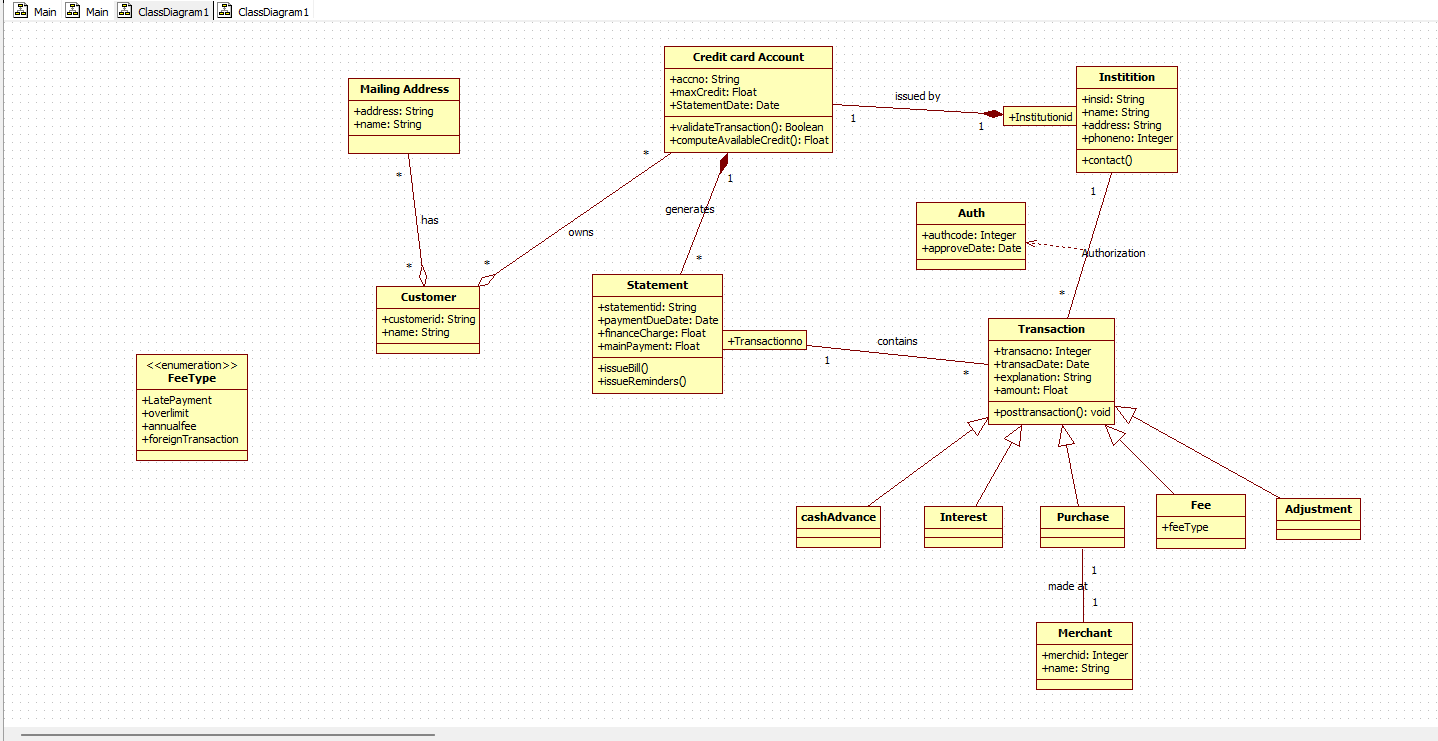 Main Main ClassDiagram1 ClassDiagram1
Mailing Address
+address: String
+name: String
Credit card Account
+accno: String
+maxCredit: Float
+StatementDate: Date
+validateTransaction(): Boolean
+computeAvailableCredit(): Float
issued by
1
1
+Institutionid
Institition
+insid: String
+name: String
+address: String
+phoneno: Integer
+contact()
*
has
*
*
owns
*
1
generates
*
1
Authorization
*
Auth
+authcode: Integer
+approveDate: Date
Customer
+customerid: String
+name: String
Statement
+statementid: String
+paymentDueDate: Date
+financeCharge: Float
+mainPayment: Float
+issueBill()
+issueReminders()
+Transactionno
contains
1
*
Transaction
+transacno: Integer
+transacDate: Date
+explanation: String
+amount: Float
+posttransaction(): void
<<enumeration>>
FeeType
+LatePayment
+overlimit
+annualfee
+foreignTransaction
cashAdvance
Interest
Purchase
Fee
+feeType
Adjustment
1
made at
1
Merchant
+merchid: Integer
+name: String